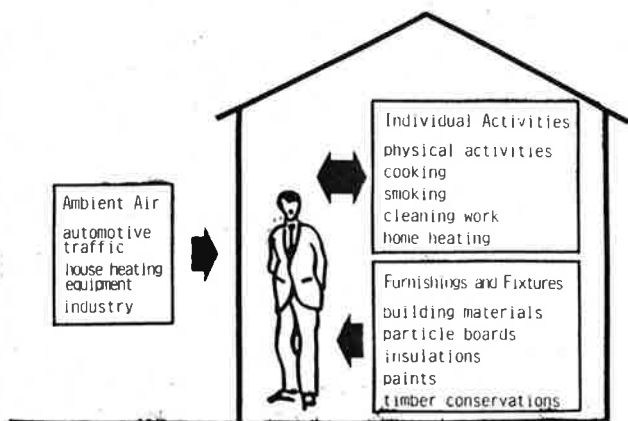 Ambient Air
automotive
traffic
house heating
equipment
industry
Individual Activities
physical activities
cooking
smoking
cleaning work
home heating
Furnishings and Fixtures
building materials
particle boards
insulations
paints
timber conservations